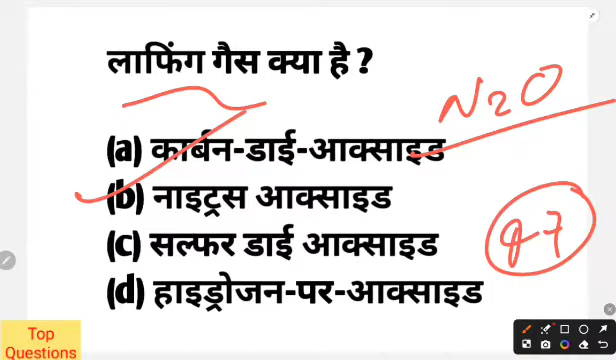 लाफिंग गैस क्या है ?
N2O
(a) कार्बन-डाई-आक्साइड
(b) नाइट्रस आक्साइड
(c) सल्फर डाई आक्साइड
(d) हाइड्रोजन-पर-आक्साइड
Top
Questions